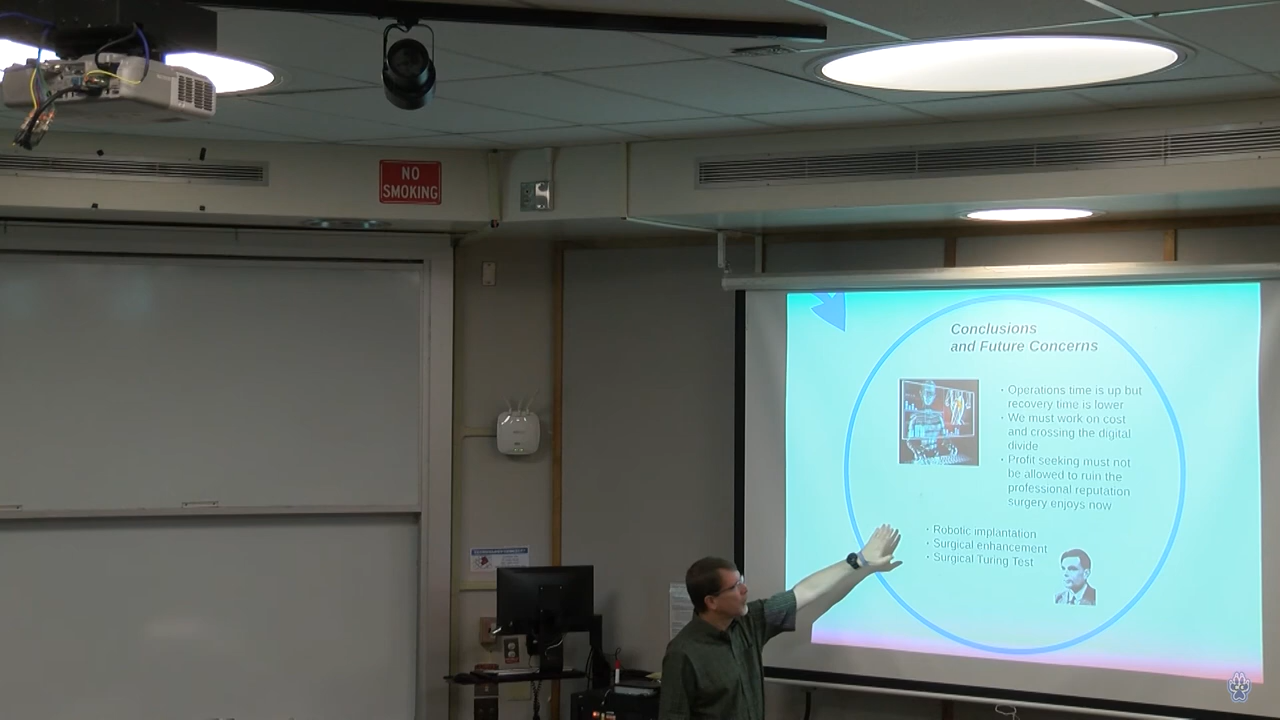 NO
SMOKING
Conclusions
and Future Concerns
· Operations time is up but
recovery time is lower
· We must work on cost
and crossing the digital
divide
· Profit seeking must not
be allowed to ruin the
professional reputation
surgery enjoys now
· Robotic implantation
· Surgical enhancement
· Surgical Turing Test